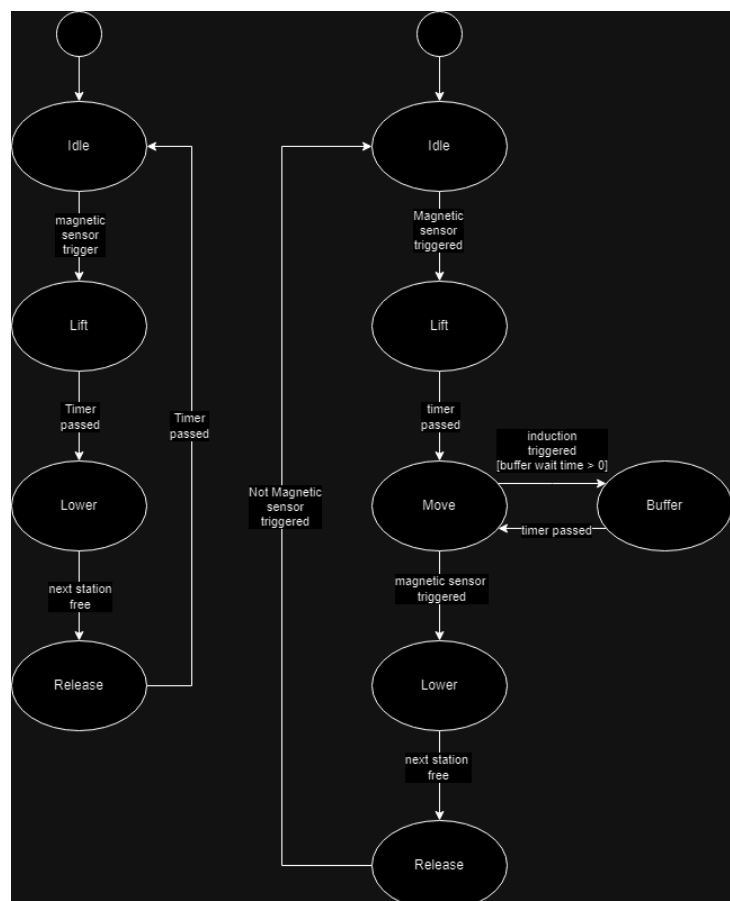 Idle
magnetic
sensor
trigger
Lift
Timer
passed
Lower
next station
free
Release
Timer
passed
Idle
Magnetic
sensor
triggered
Lift
timer
passed
Move
induction
triggered
[buffer wait time > 0]
Buffer
timer passed
magnetic sensor
triggered
Lower
next station
free
Release
Not Magnetic
sensor
triggered